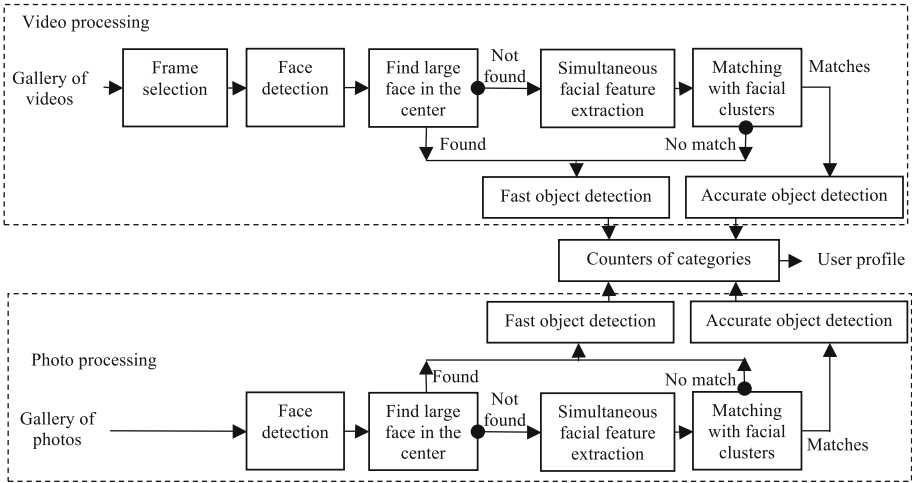 Video processing
Gallery of
videos
Frame
selection
Face
detection
Find large
face in the
center
Not
found
Simultaneous
facial feature
extraction
Matching
with facial
clusters
Matches
Found
No match
Fast object detection
Accurate object detection
Counters of categories
User profile
Fast object detection
Accurate object detection
Photo processing
Found
No match
Gallery of
photos
Face
detection
Find large
face in the
center
Not
found
Simultaneous
facial feature
extraction
Matching
with facial
clusters
Matches